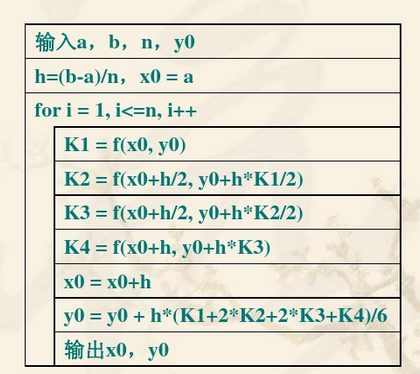 输入a，b，n，y0
h=(b-a)/n，x0 = a
for i = 1, i<=n, i++
K1 = f(x0, y0)
K2 = f(x0+h/2, y0+h*K1/2)
K3 = f(x0+h/2, y0+h*K2/2)
K4 = f(x0+h, y0+h*K3)
x0 = x0+h
y0 = y0 + h*(K1+2*K2+2*K3+K4)/6
输出x0，y0